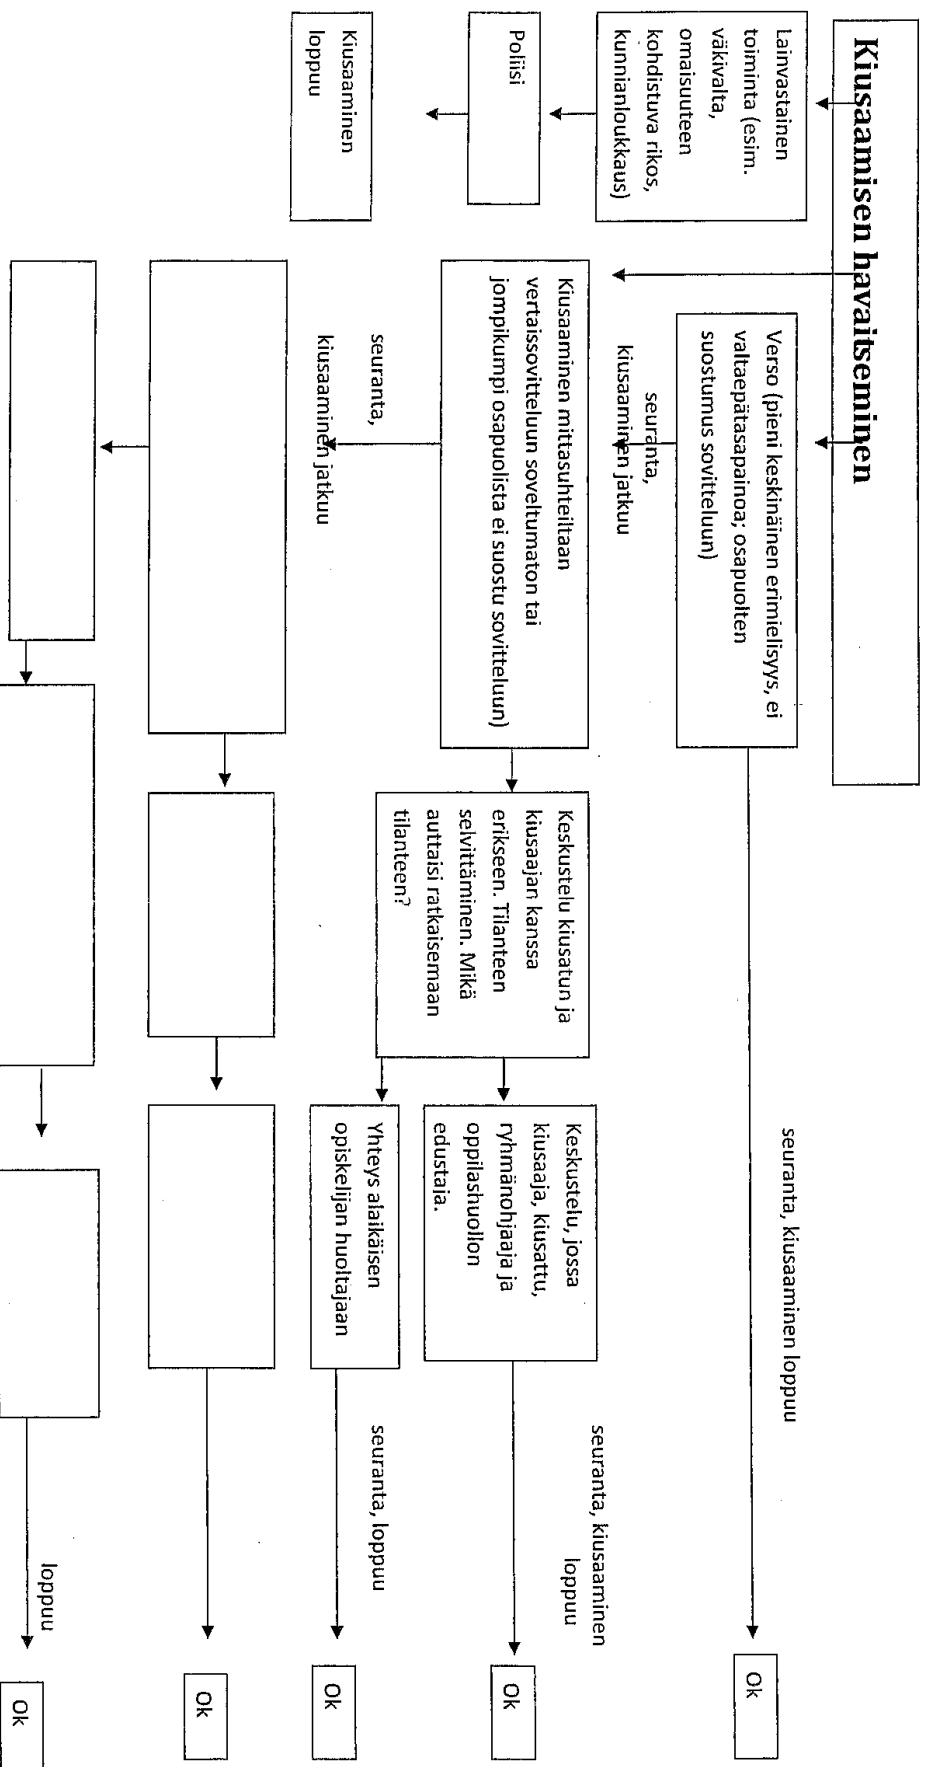 Kiusaamisen havaitseminen
Lainvastainen
toiminta (esim.
väkivalta,
omaisuuteen
kohdistuva rikos,
kunnianloukkaus)
Poliisi
Kiusaaminen
loppuu
Verso (pieni keskinäinen erimielisyys, ei
valtaepätasapainoa; osapuolten
suostumus sovitteluun)
seuranta, kiusaaminen loppuu
Ok
seuranta,
kiusaaminen jatkuu
Kiusaaminen mittasuhteiltaan
vertaissovitteluun soveltumaton tai
jompikumpi osapuolista ei suostu sovitteluun)
Keskustelu kiusatun ja
kiusaajan kanssa
erikseen. Tilanteen
selvittäminen. Mikä
auttaisi ratkaisemaan
tilanteen?
Keskustelu, jossa
kiusaaja, kiusattu,
ryhmänohjaaja ja
oppilashuollon
edustaja.
seuranta, kiusaaminen
loppuu
Ok
Yhteys alaikäisen
opiskelijan huoltajaan
seuranta, loppuu
Ok
seuranta,
kiusaaminen jatkuu
Ok
loppuu
Ok